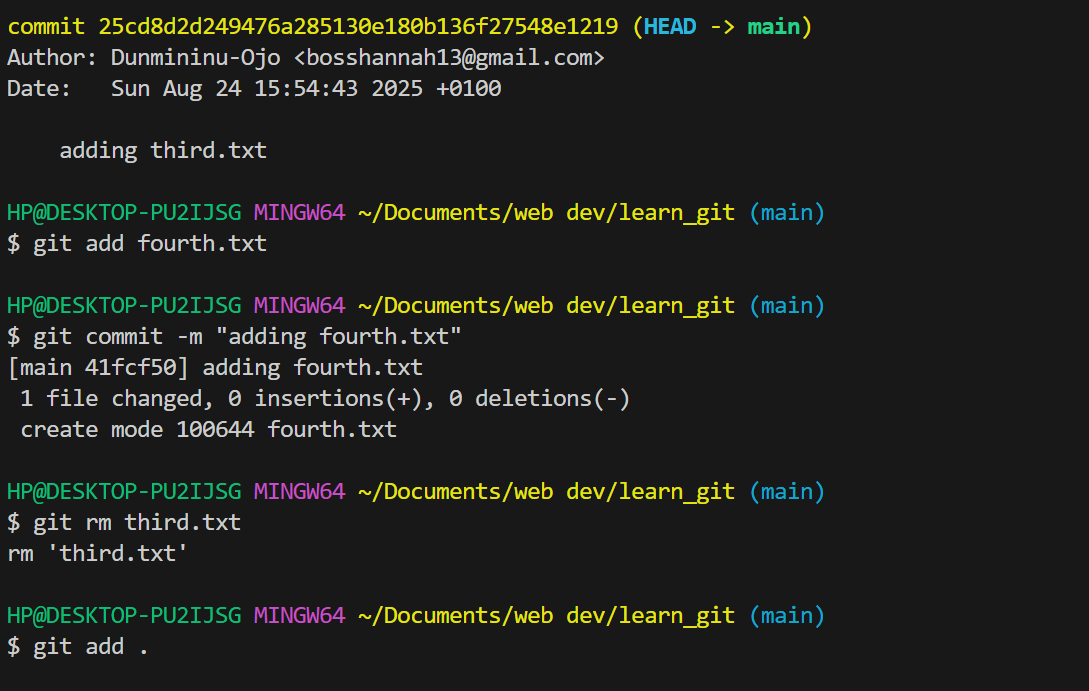 commit 25cd8d2d249476a285130e180b136f27548e1219 (HEAD -> main)
Author: Dunmininu-Ojo <bosshannah13@gmail.com>
Date:   Sun Aug 24 15:54:43 2025 +0100

    adding third.txt

HP@DESKTOP-PU2IJSG MINGW64 ~/Documents/web dev/learn_git (main)
$ git add fourth.txt

HP@DESKTOP-PU2IJSG MINGW64 ~/Documents/web dev/learn_git (main)
$ git commit -m "adding fourth.txt"
[main 41fcf50] adding fourth.txt
 1 file changed, 0 insertions(+), 0 deletions(-)
 create mode 100644 fourth.txt

HP@DESKTOP-PU2IJSG MINGW64 ~/Documents/web dev/learn_git (main)
$ git rm third.txt
rm 'third.txt'

HP@DESKTOP-PU2IJSG MINGW64 ~/Documents/web dev/learn_git (main)
$ git add .